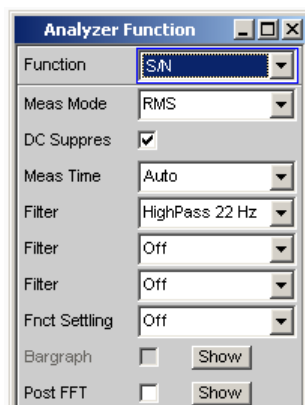 Analyzer Function
Function S/N
Meas Mode RMS
DC Suppres
Meas Time Auto
Filter HighPass 22 Hz
Filter Off
Filter Off
Fnct Settling Off
Bargraph Show
Post FFT Show